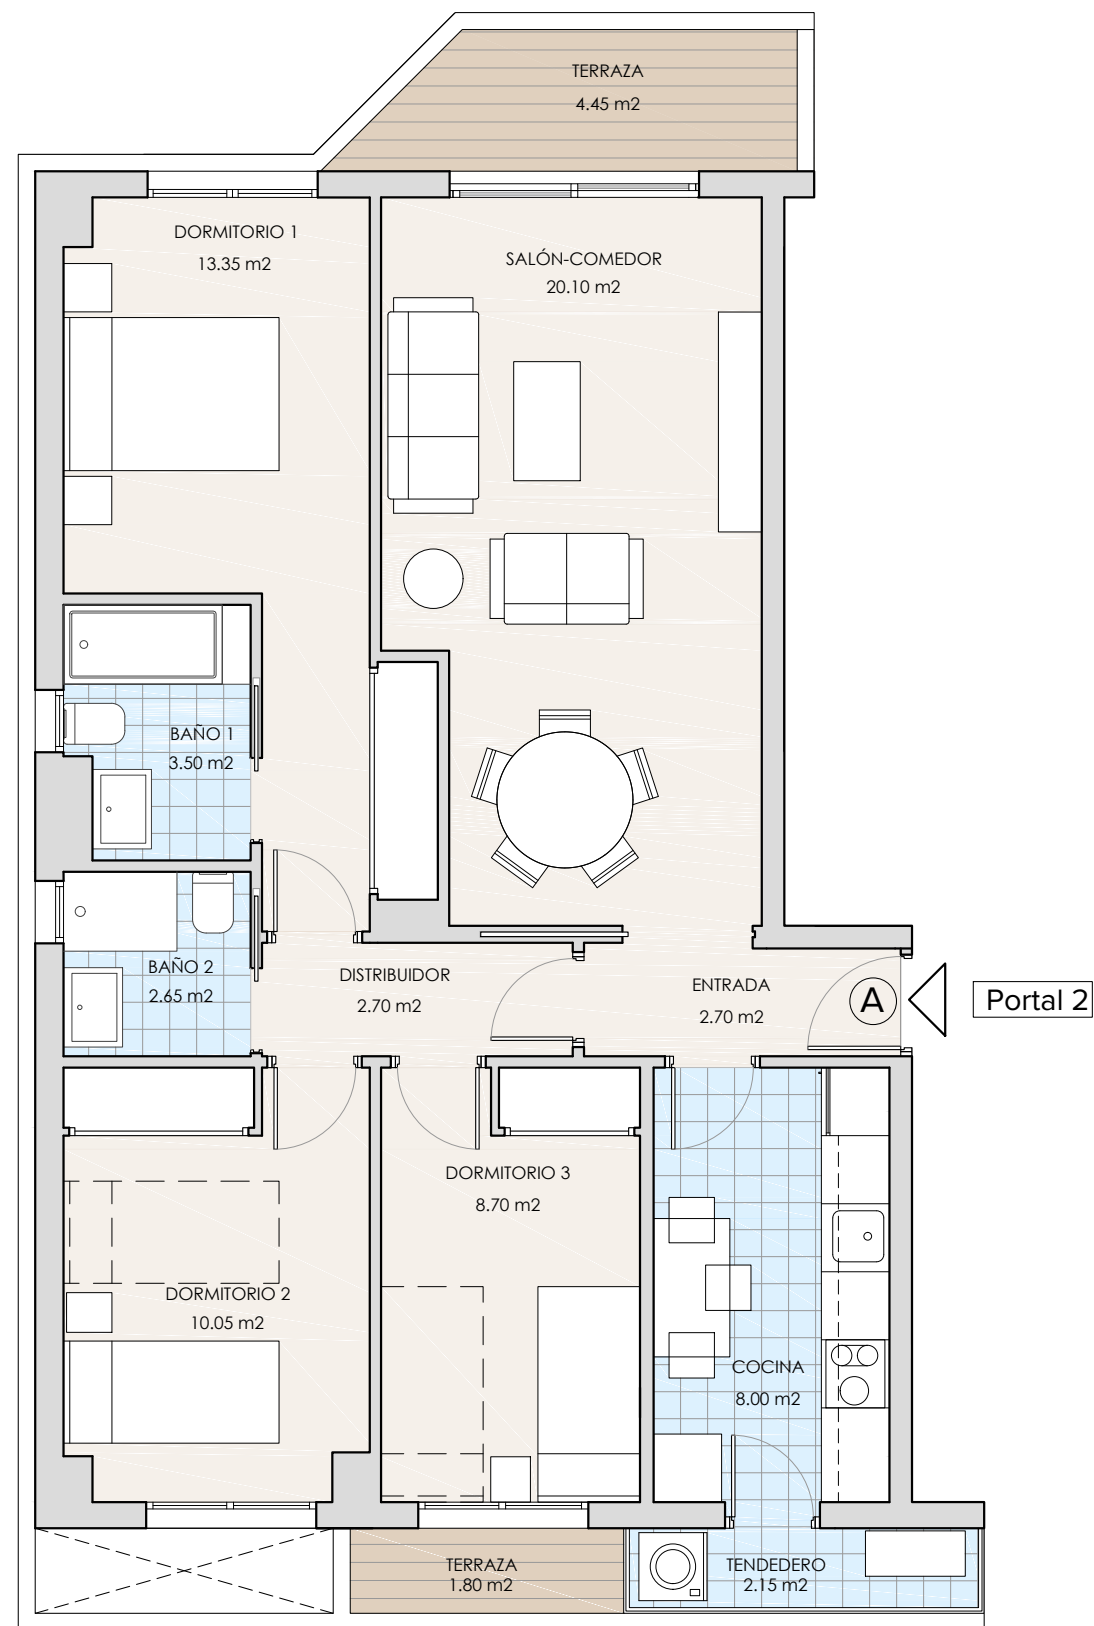 TERRAZA
4.45 m2
DORMITORIO 1
13.35 m2
SALÓN-COMEDOR
20.10 m2
BAÑO 1
3.50 m2
BAÑO 2
2.65 m2
DISTRIBUIDOR
2.70 m2
ENTRADA
2.70 m2
A
Portal 2
DORMITORIO 3
8.70 m2
DORMITORIO 2
10.05 m2
COCINA
8.00 m2
TERRAZA
1.80 m2
TENDEDERO
2.15 m2